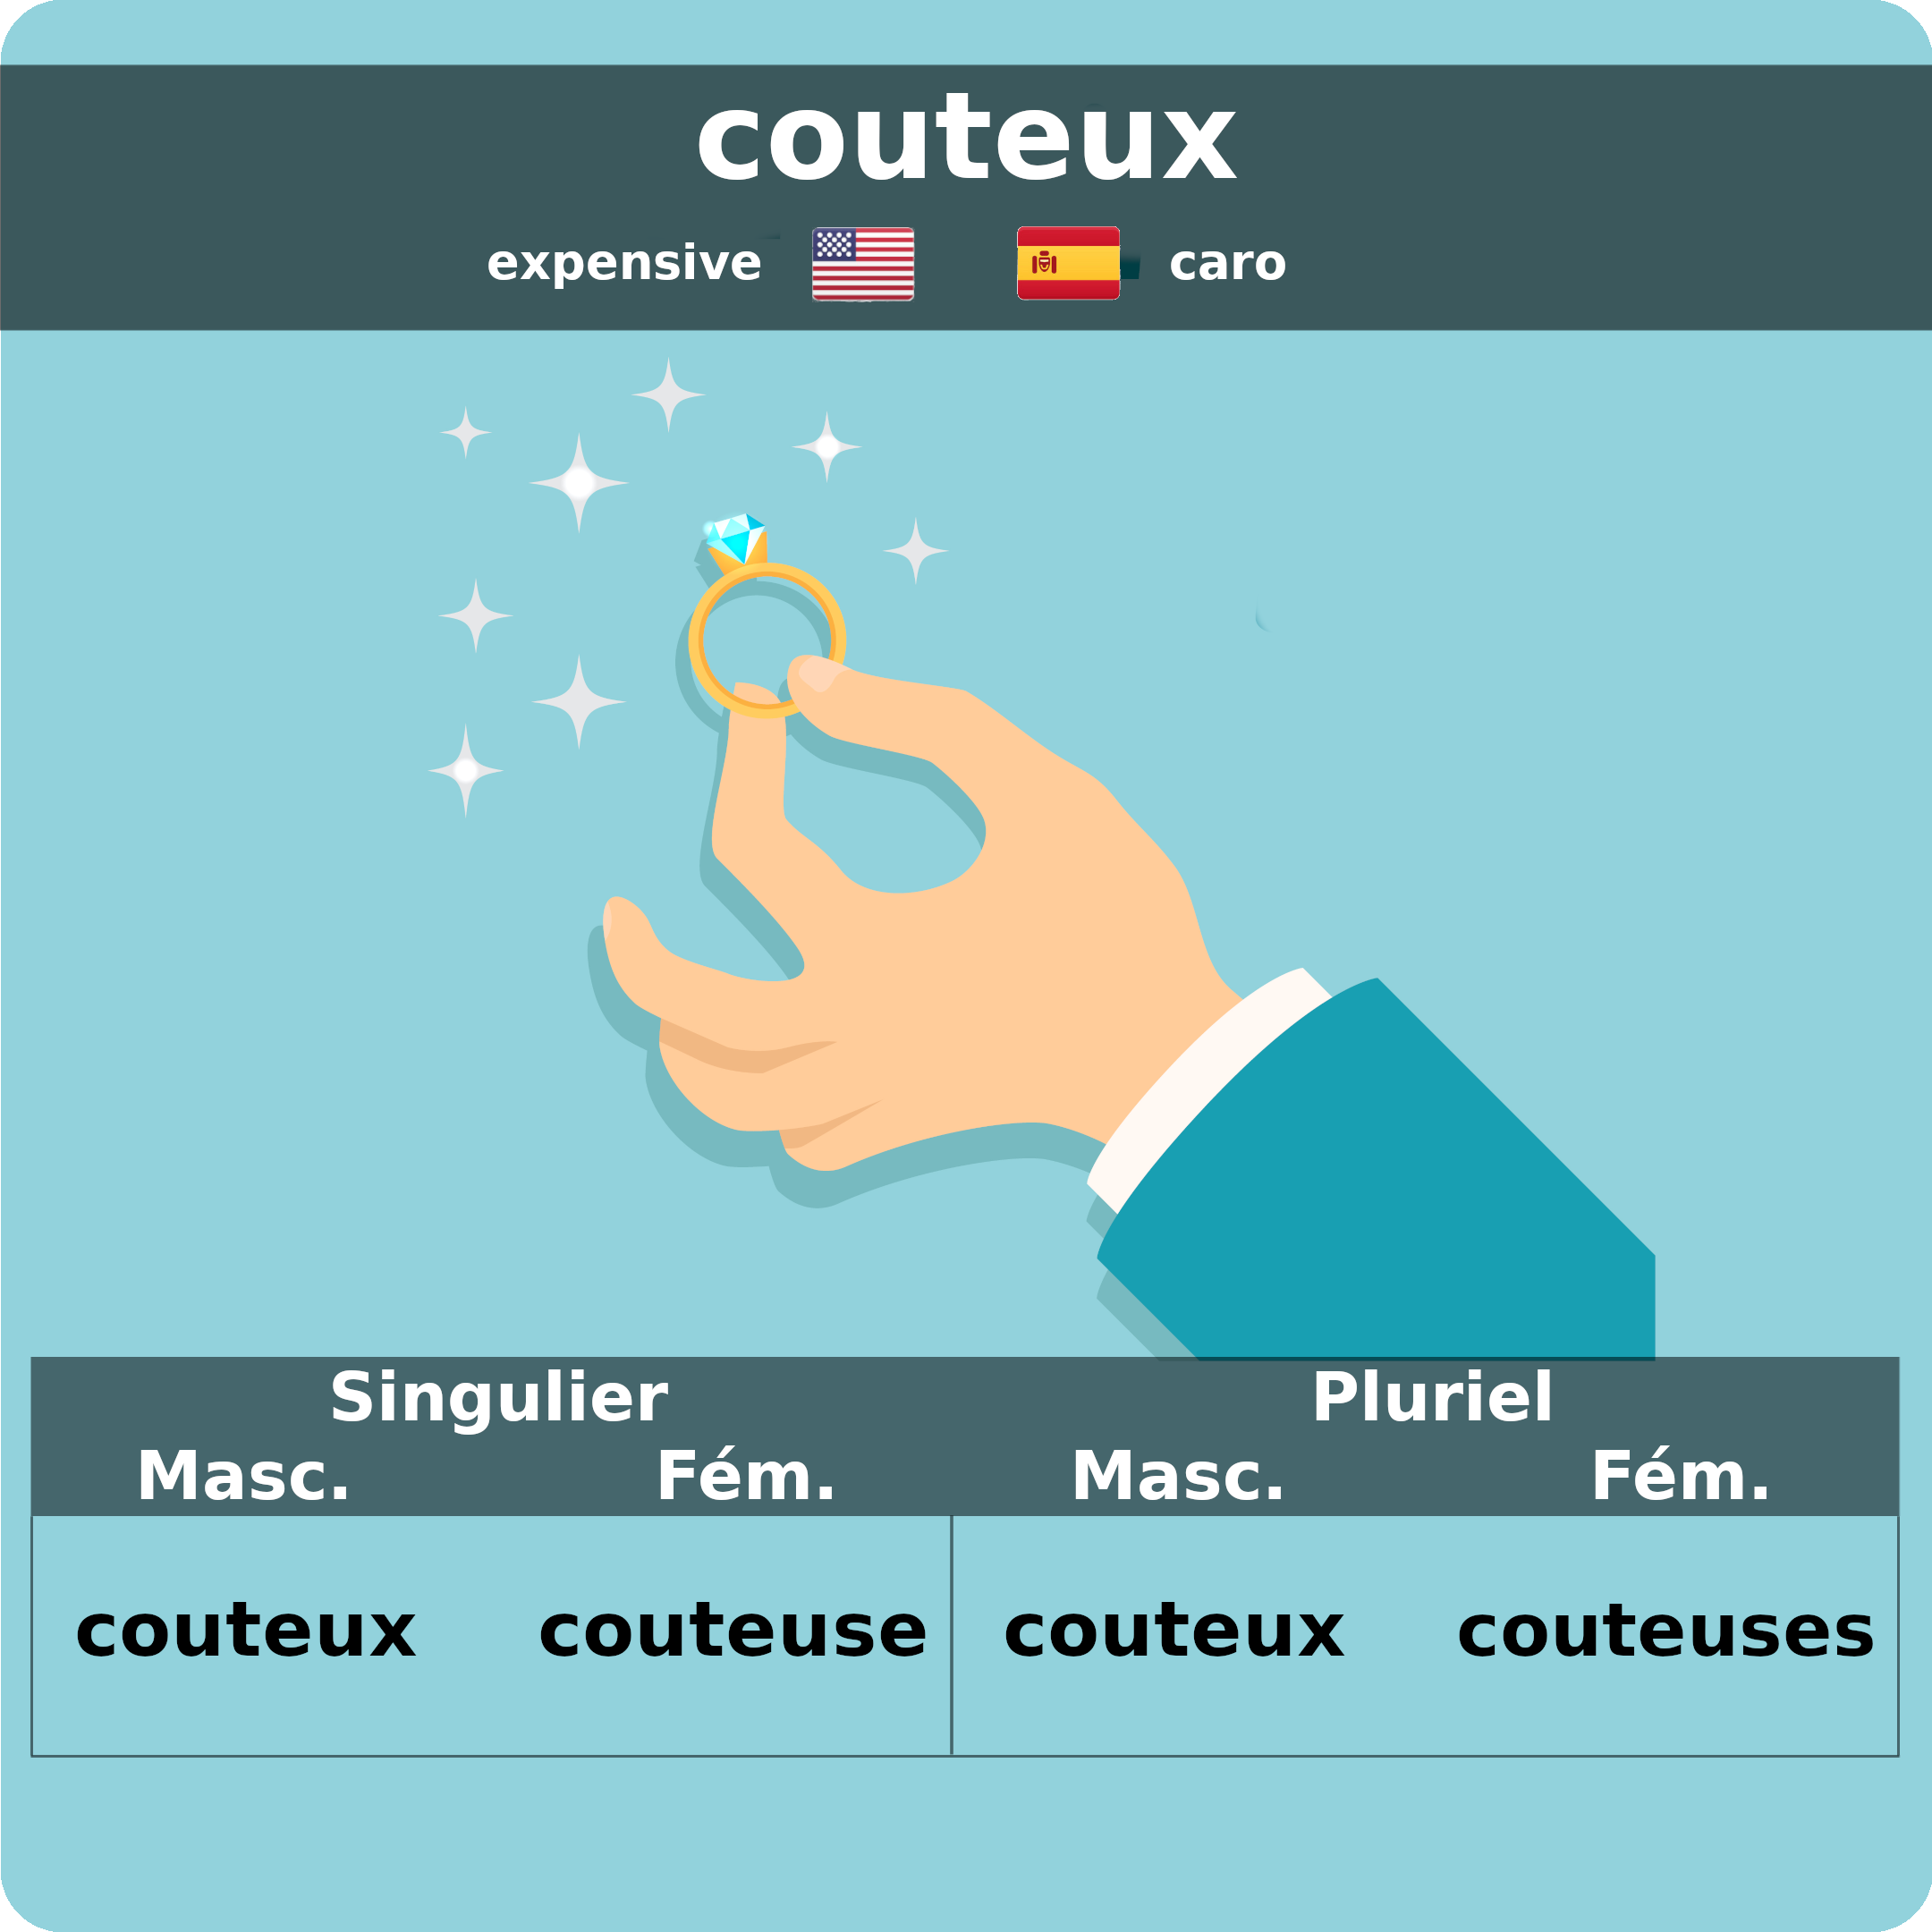 couteux
expensive caro
Singulier Pluriel
Masc. Fém. Masc. Fém.
couteux couteuse couteux couteuses